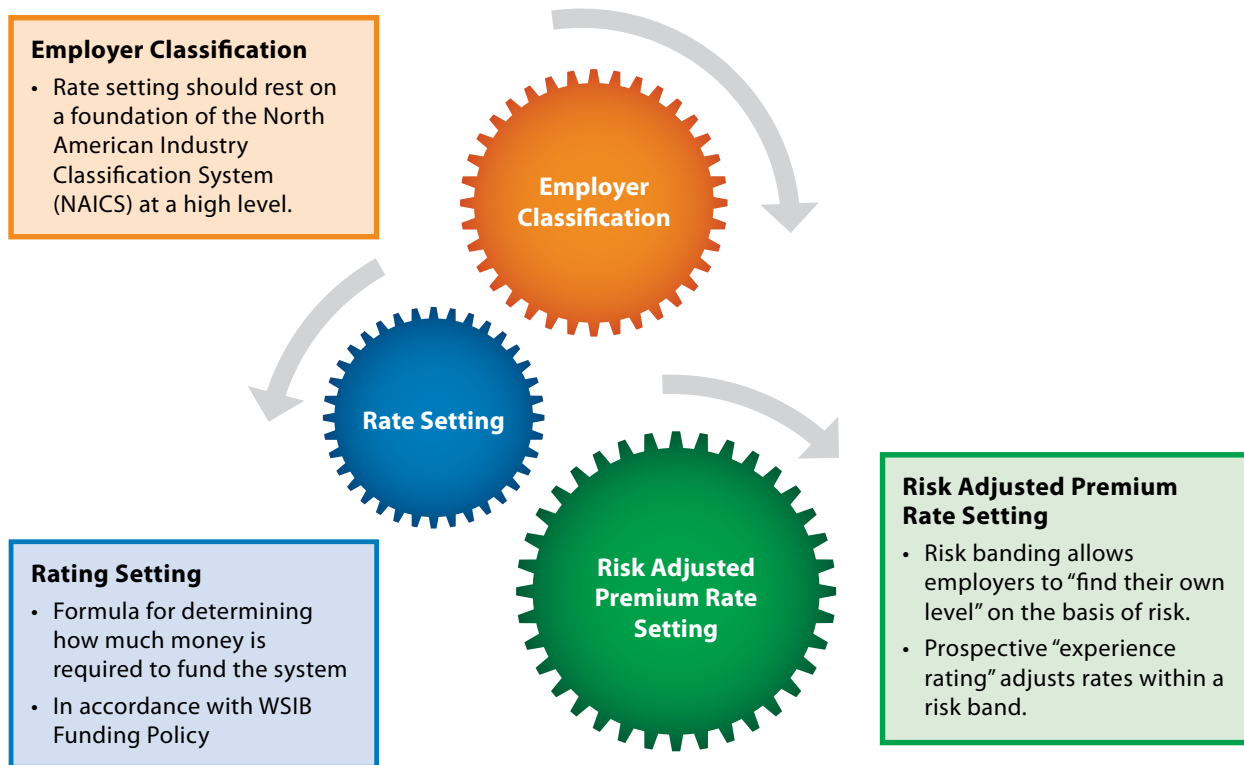 Employer Classification
• Rate setting should rest on
a foundation of the North
American Industry
Classification System
(NAICS) at a high level.
Employer
Classification
Rate Setting
Rating Setting
• Formula for determining
how much money is
required to fund the system
• In accordance with WSIB
Funding Policy
Risk Adjusted
Premium Rate
Setting
Risk Adjusted Premium
Rate Setting
• Risk banding allows
employers to “find their own
level” on the basis of risk.
• Prospective “experience
rating” adjusts rates within a
risk band.